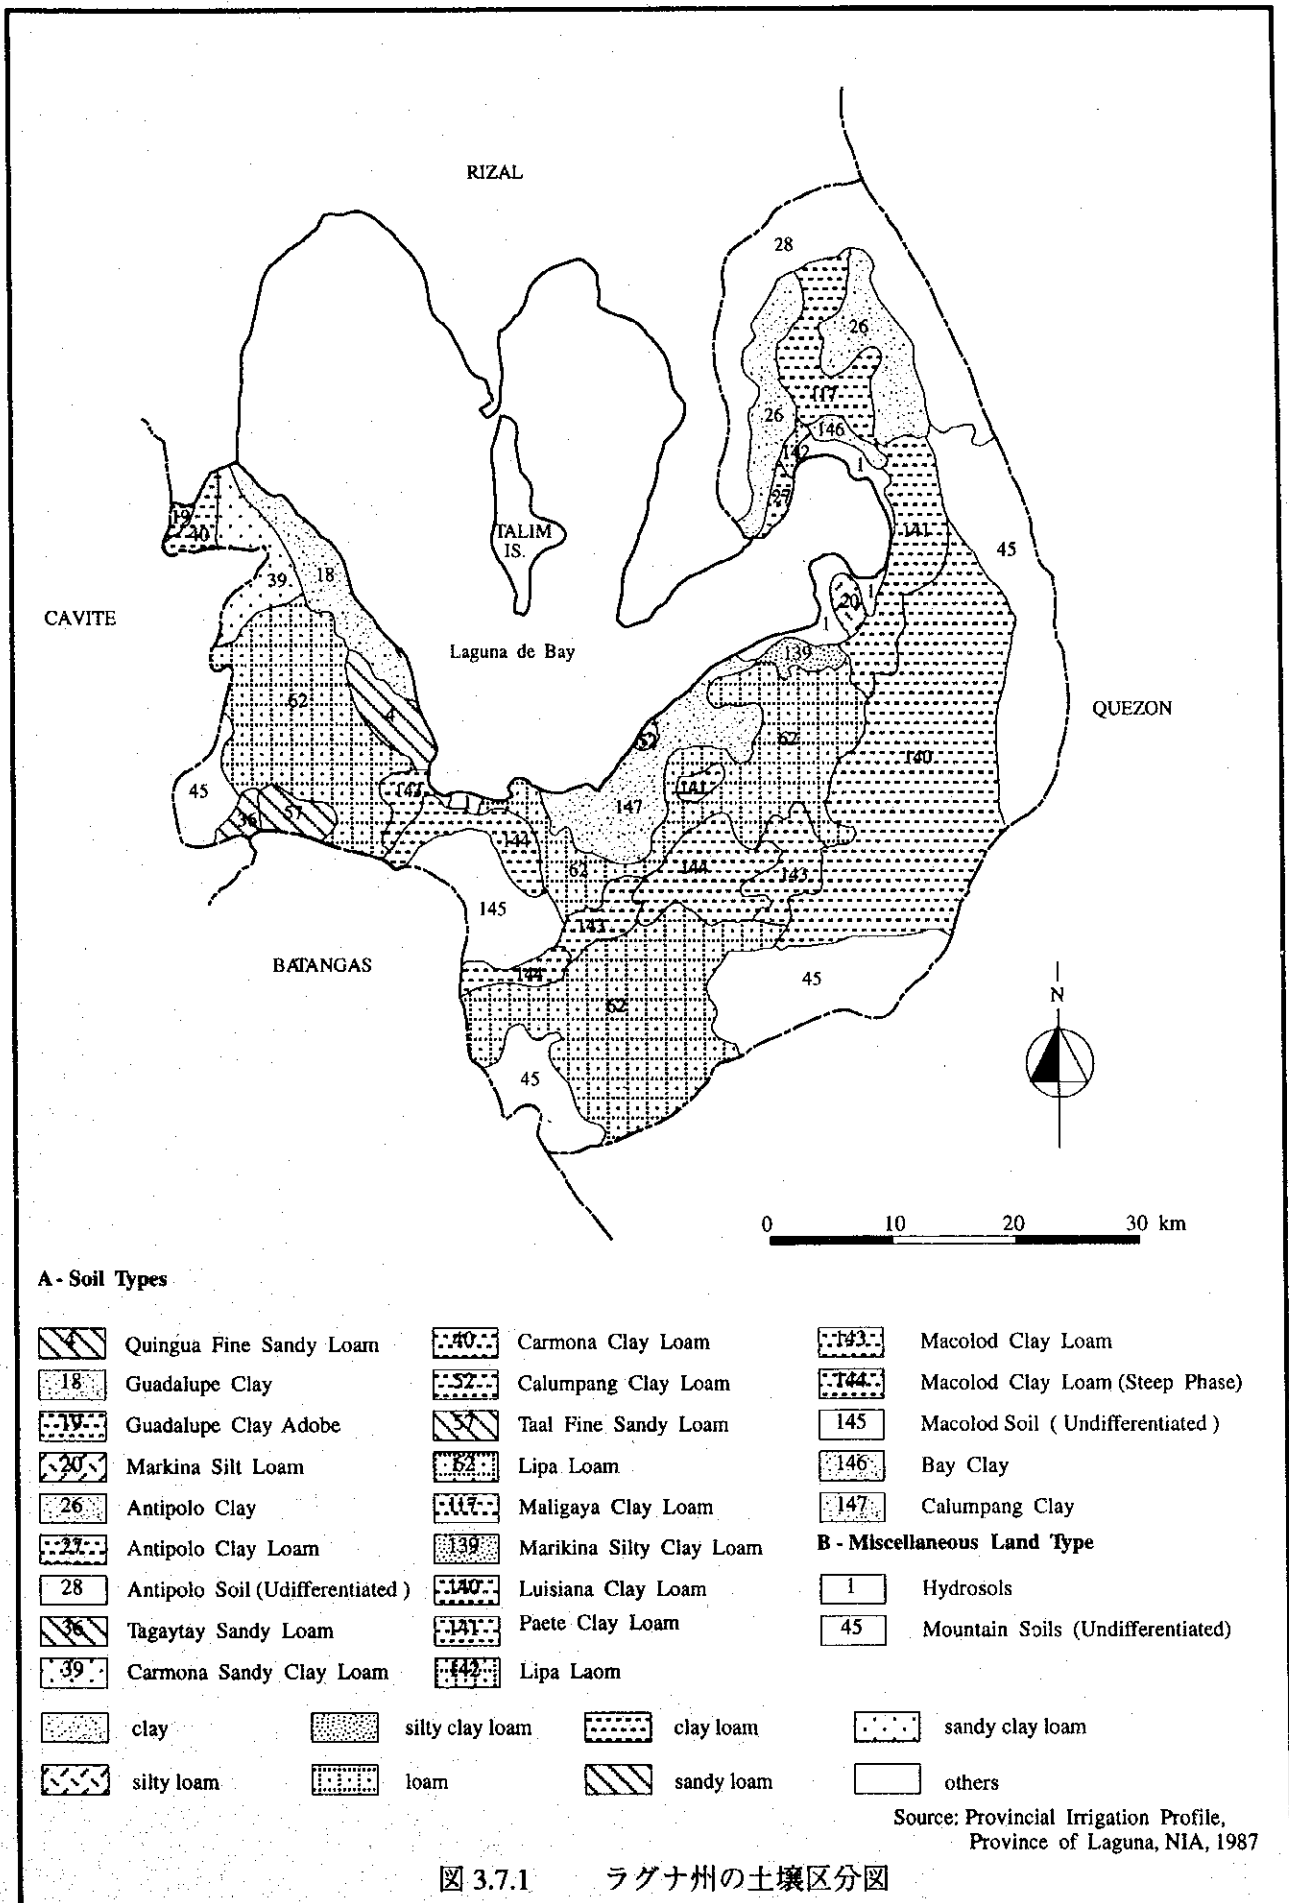 RIZAL
28
26
117
26
146
142
1
27
19
40
141
TALIM
IS.
45
39
18
1
20
CAVITE
1
Laguna de Bay
139
62
4
QUEZON
52
62
140
45
142
141
36
57
147
144
62
144
143
145
143
BATANGAS
144
45
62
N
45
0 10 20 30 km
A - Soil Types
4 Quingua Fine Sandy Loam
18 Guadalupe Clay
19 Guadalupe Clay Adobe
20 Markina Silt Loam
26 Antipolo Clay
27 Antipolo Clay Loam
28 Antipolo Soil (Udifferentiated )
36 Tagaytay Sandy Loam
39 Carmona Sandy Clay Loam
40 Carmona Clay Loam
52 Calumpang Clay Loam
57 Taal Fine Sandy Loam
62 Lipa Loam
117 Maligaya Clay Loam
139 Marikina Silty Clay Loam
140 Luisiana Clay Loam
141 Paete Clay Loam
142 Lipa Laom
143 Macolod Clay Loam
144 Macolod Clay Loam (Steep Phase)
145 Macolod Soil ( Undifferentiated )
146 Bay Clay
147 Calumpang Clay
B - Miscellaneous Land Type
1 Hydrosols
45 Mountain Soils (Undifferentiated)
clay
silty clay loam
clay loam
sandy clay loam
silty loam
loam
sandy loam
others
Source: Provincial Irrigation Profile,
Province of Laguna, NIA, 1987
図 3.7.1 ラグナ州の土壌区分図